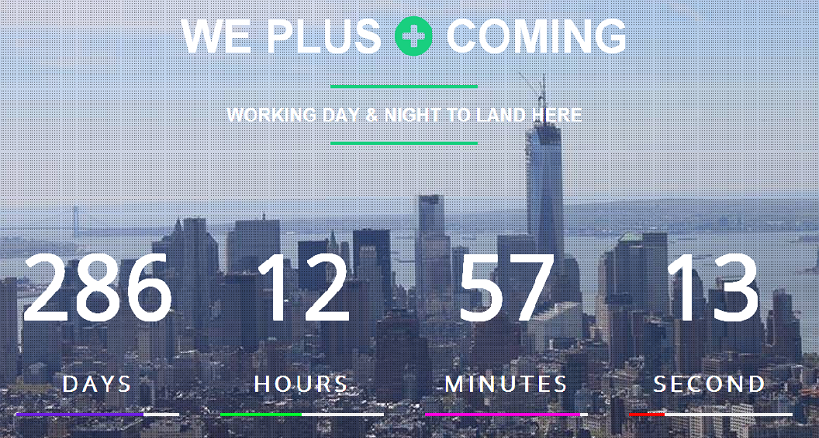 WE PLUS + COMING
WORKING DAY & NIGHT TO LAND HERE
286 12 57 13
DAYS HOURS MINUTES SECOND